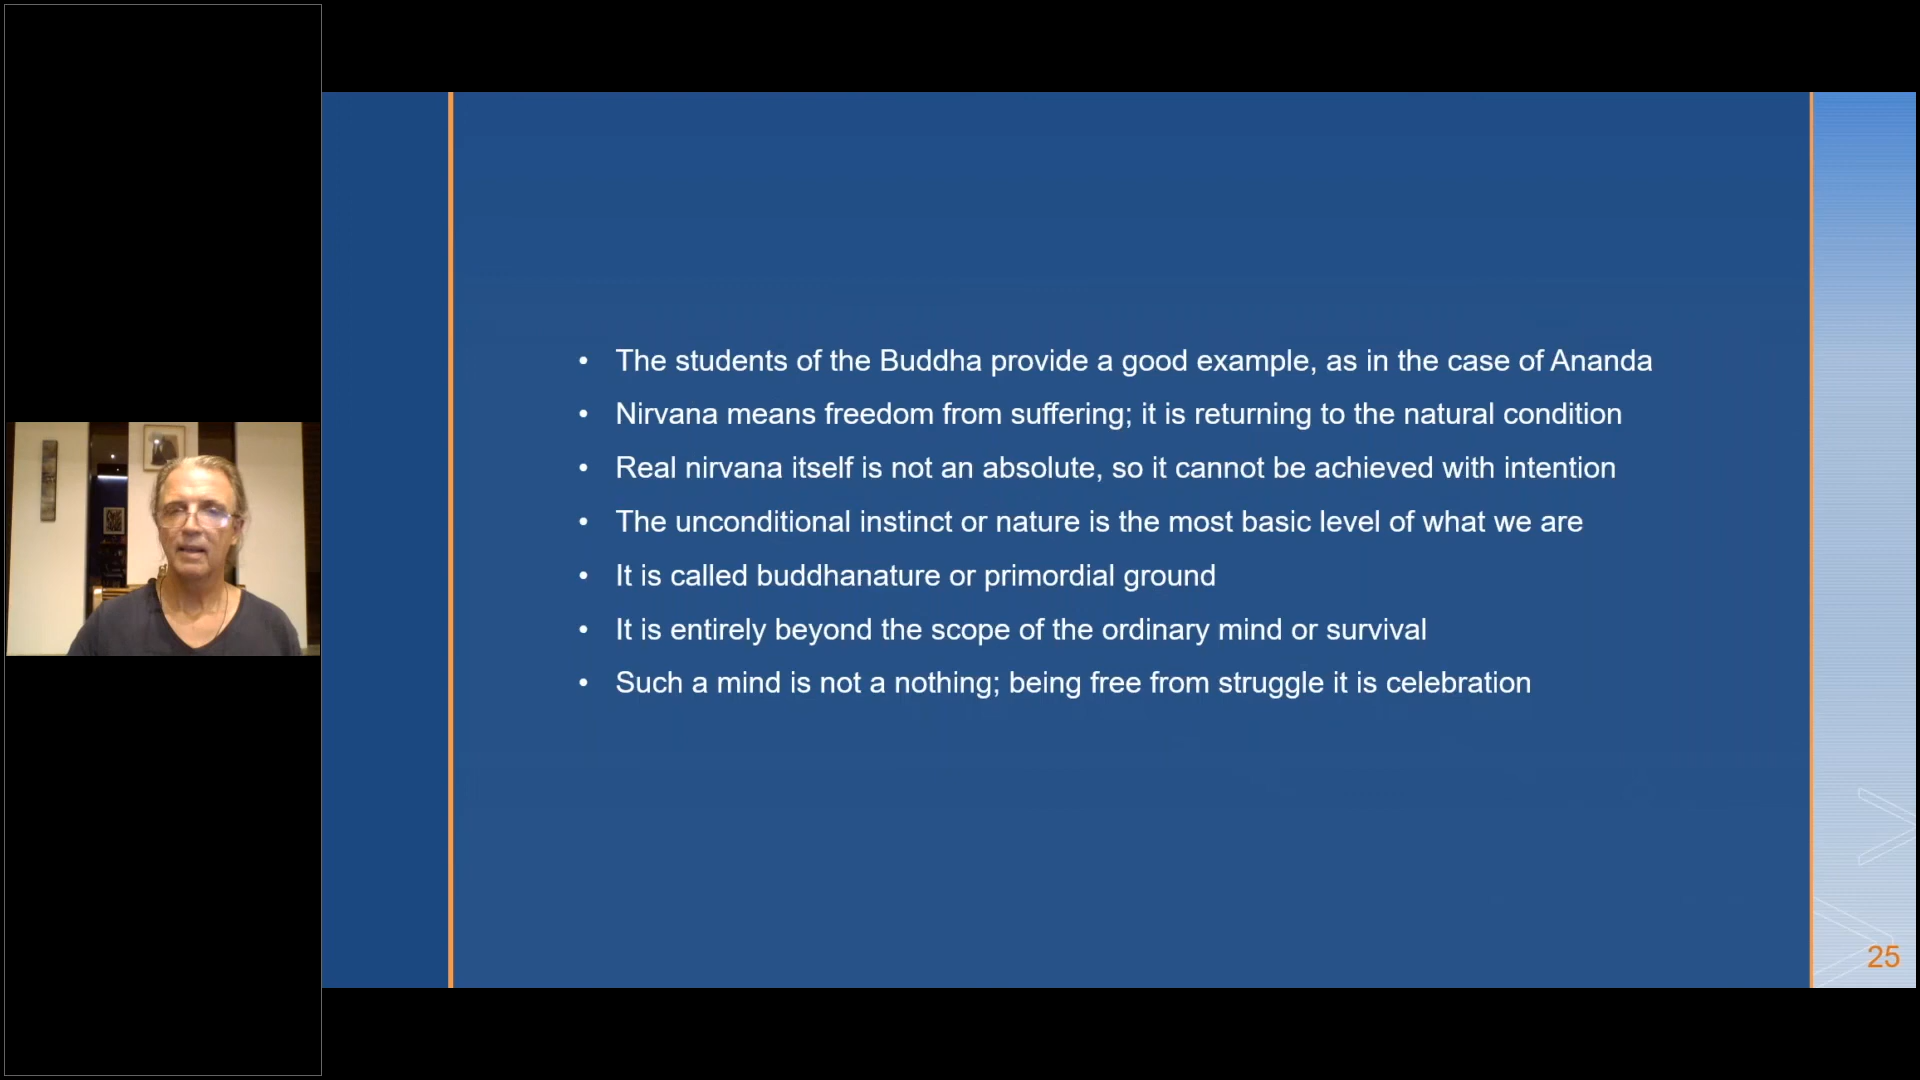 • The students of the Buddha provide a good example, as in the case of Ananda
• Nirvana means freedom from suffering; it is returning to the natural condition
• Real nirvana itself is not an absolute, so it cannot be achieved with intention
• The unconditional instinct or nature is the most basic level of what we are
• It is called buddhanature or primordial ground
• It is entirely beyond the scope of the ordinary mind or survival
• Such a mind is not a nothing; being free from struggle it is celebration
25